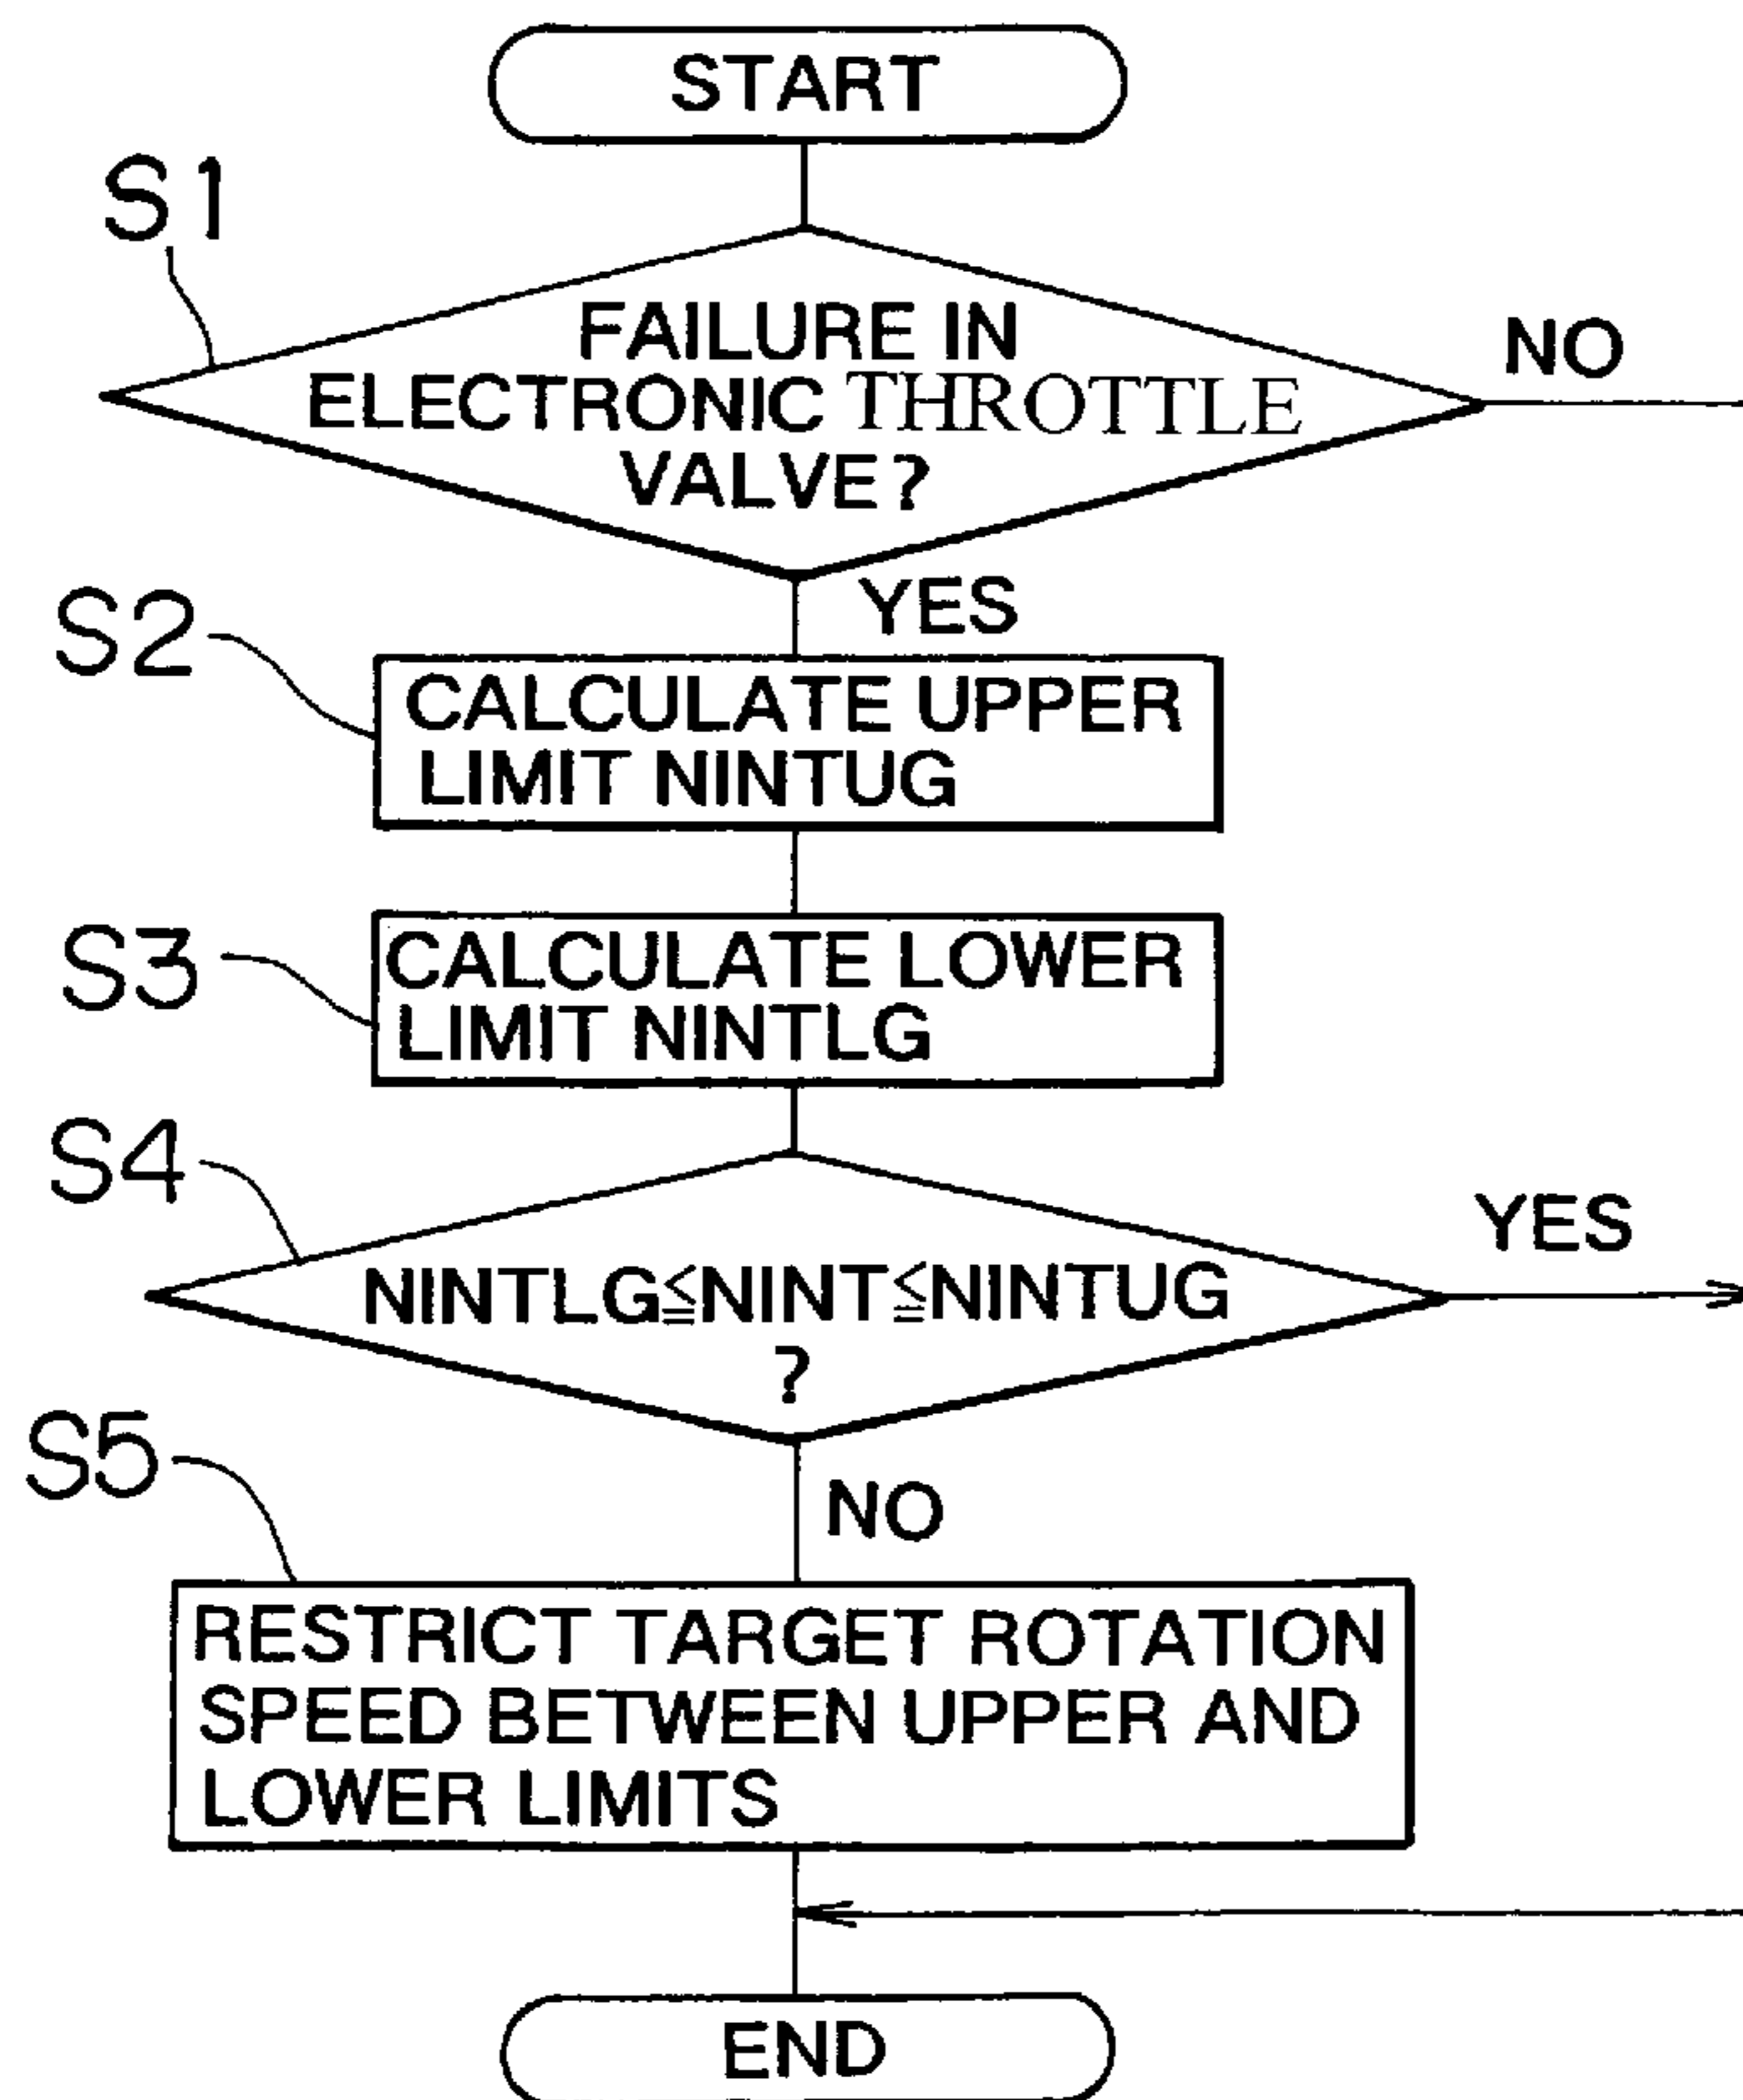 START
S1
FAILURE IN
ELECTRONIC THROTTLE
VALVE?
NO
YES
S2
CALCULATE UPPER
LIMIT NINTUG
S3
CALCULATE LOWER
LIMIT NINTLG
S4
NINTLG≦NINT≦NINTUG
?
YES
NO
S5
RESTRICT TARGET ROTATION
SPEED BETWEEN UPPER AND
LOWER LIMITS
END